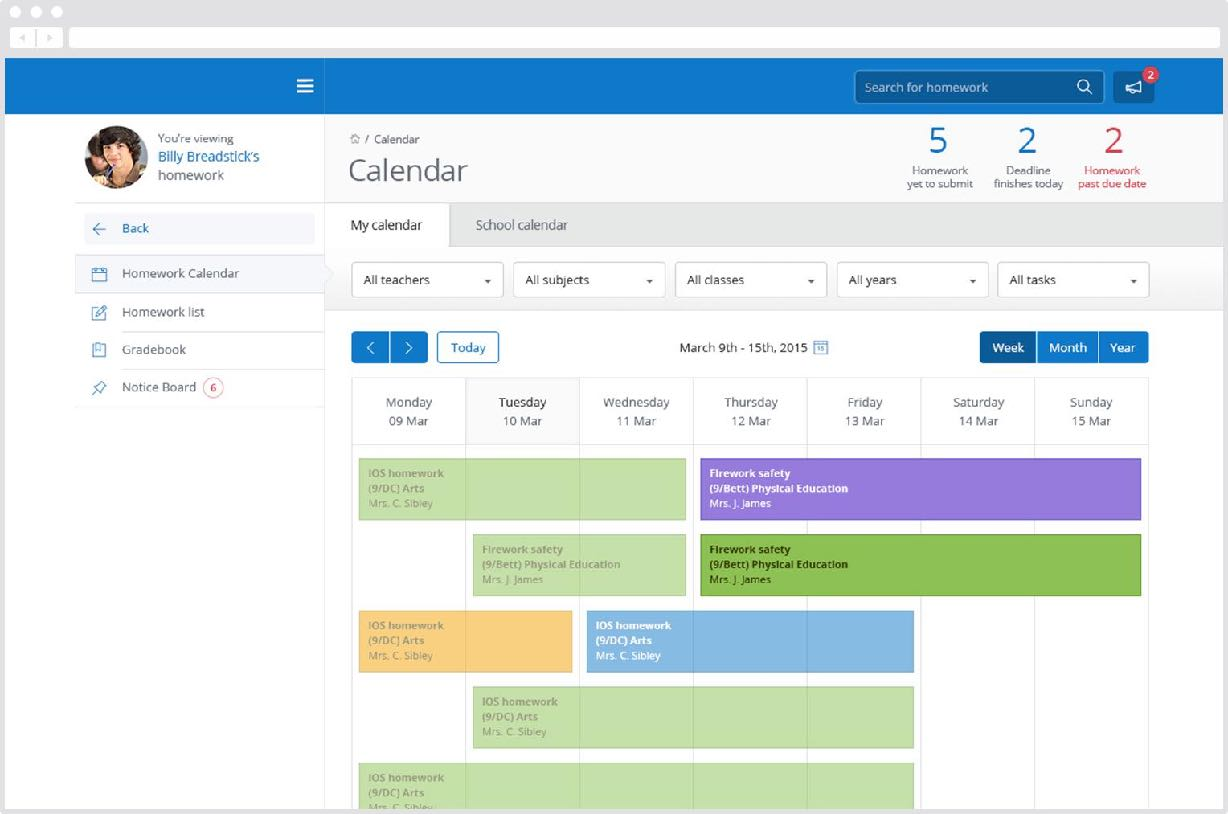 Search for homework
2
You're viewing
Billy Breadstick's
homework
/ Calendar
Calendar
5
Homework
yet to submit
2
Deadline
finishes today
2
Homework
past due date
Back
Homework Calendar
Homework list
Gradebook
Notice Board 6
My calendar
School calendar
All teachers
All subjects
All classes
All years
All tasks
Today
March 9th - 15th, 2015
Week
Month
Year
Monday
09 Mar
Tuesday
10 Mar
Wednesday
11 Mar
Thursday
12 Mar
Friday
13 Mar
Saturday
14 Mar
Sunday
15 Mar
IOS homework
(9/DC) Arts
Mrs. C. Sibley
Firework safety
(9/Bett) Physical Education
Mrs. J. James
Firework safety
(9/Bett) Physical Education
Mrs. J. James
Firework safety
(9/Bett) Physical Education
Mrs. J. James
IOS homework
(9/DC) Arts
Mrs. C. Sibley
IOS homework
(9/DC) Arts
Mrs. C. Sibley
IOS homework
(9/DC) Arts
Mrs. C. Sibley
IOS homework
(9/DC) Arts
Mrs. C. Sibley